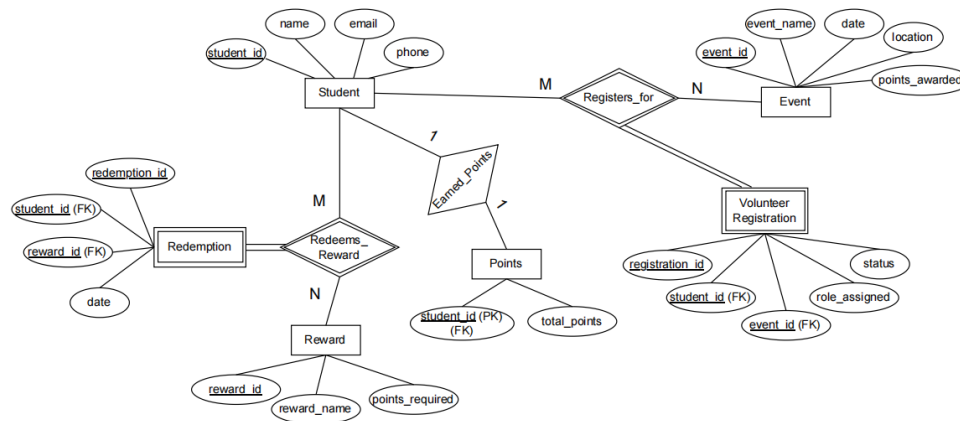 name
email
student_id
phone
Student
event_name
date
event_id
location
points_awarded
Event
M
Registers_for
N
1
Earned_Points
1
Points
student_id (PK)
(FK)
total_points
redemption_id
student_id (FK)
reward_id (FK)
date
Redemption
M
Redeems_
Reward
N
Reward
reward_id
reward_name
points_required
Volunteer
Registration
registration_id
student_id (FK)
event_id (FK)
role_assigned
status